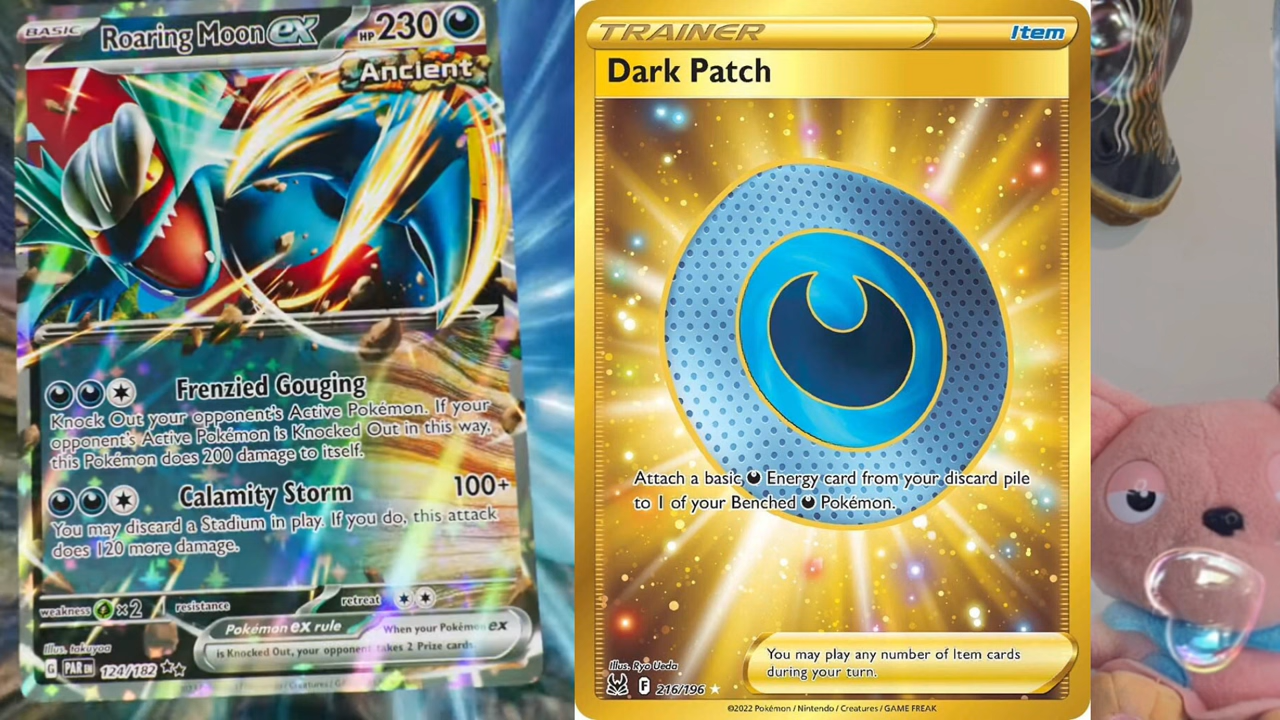 BASIC Roaring Moon ex HP 230
Ancient
Frenzied Gouging
Knock Out your opponent's Active Pokémon. If your
opponent's Active Pokémon is Knocked Out in this way,
this Pokémon does 200 damage to itself.
Calamity Storm 100+
You may discard a Stadium in play. If you do, this attack
does 120 more damage.
weakness ×2 resistance retreat
Pokémon ex rule When your Pokémon ex
is Knocked Out, your opponent takes 2 Prize cards.
Illus. takuyoa
G PAR EN 124/182
TRAINER Item
Dark Patch
Attach a basic Energy card from your discard pile
to 1 of your Benched Pokémon.
You may play any number of Item cards
during your turn.
Illus. Ryo Ueda
F 216/196
©2022 Pokémon / Nintendo / Creatures / GAME FREAK